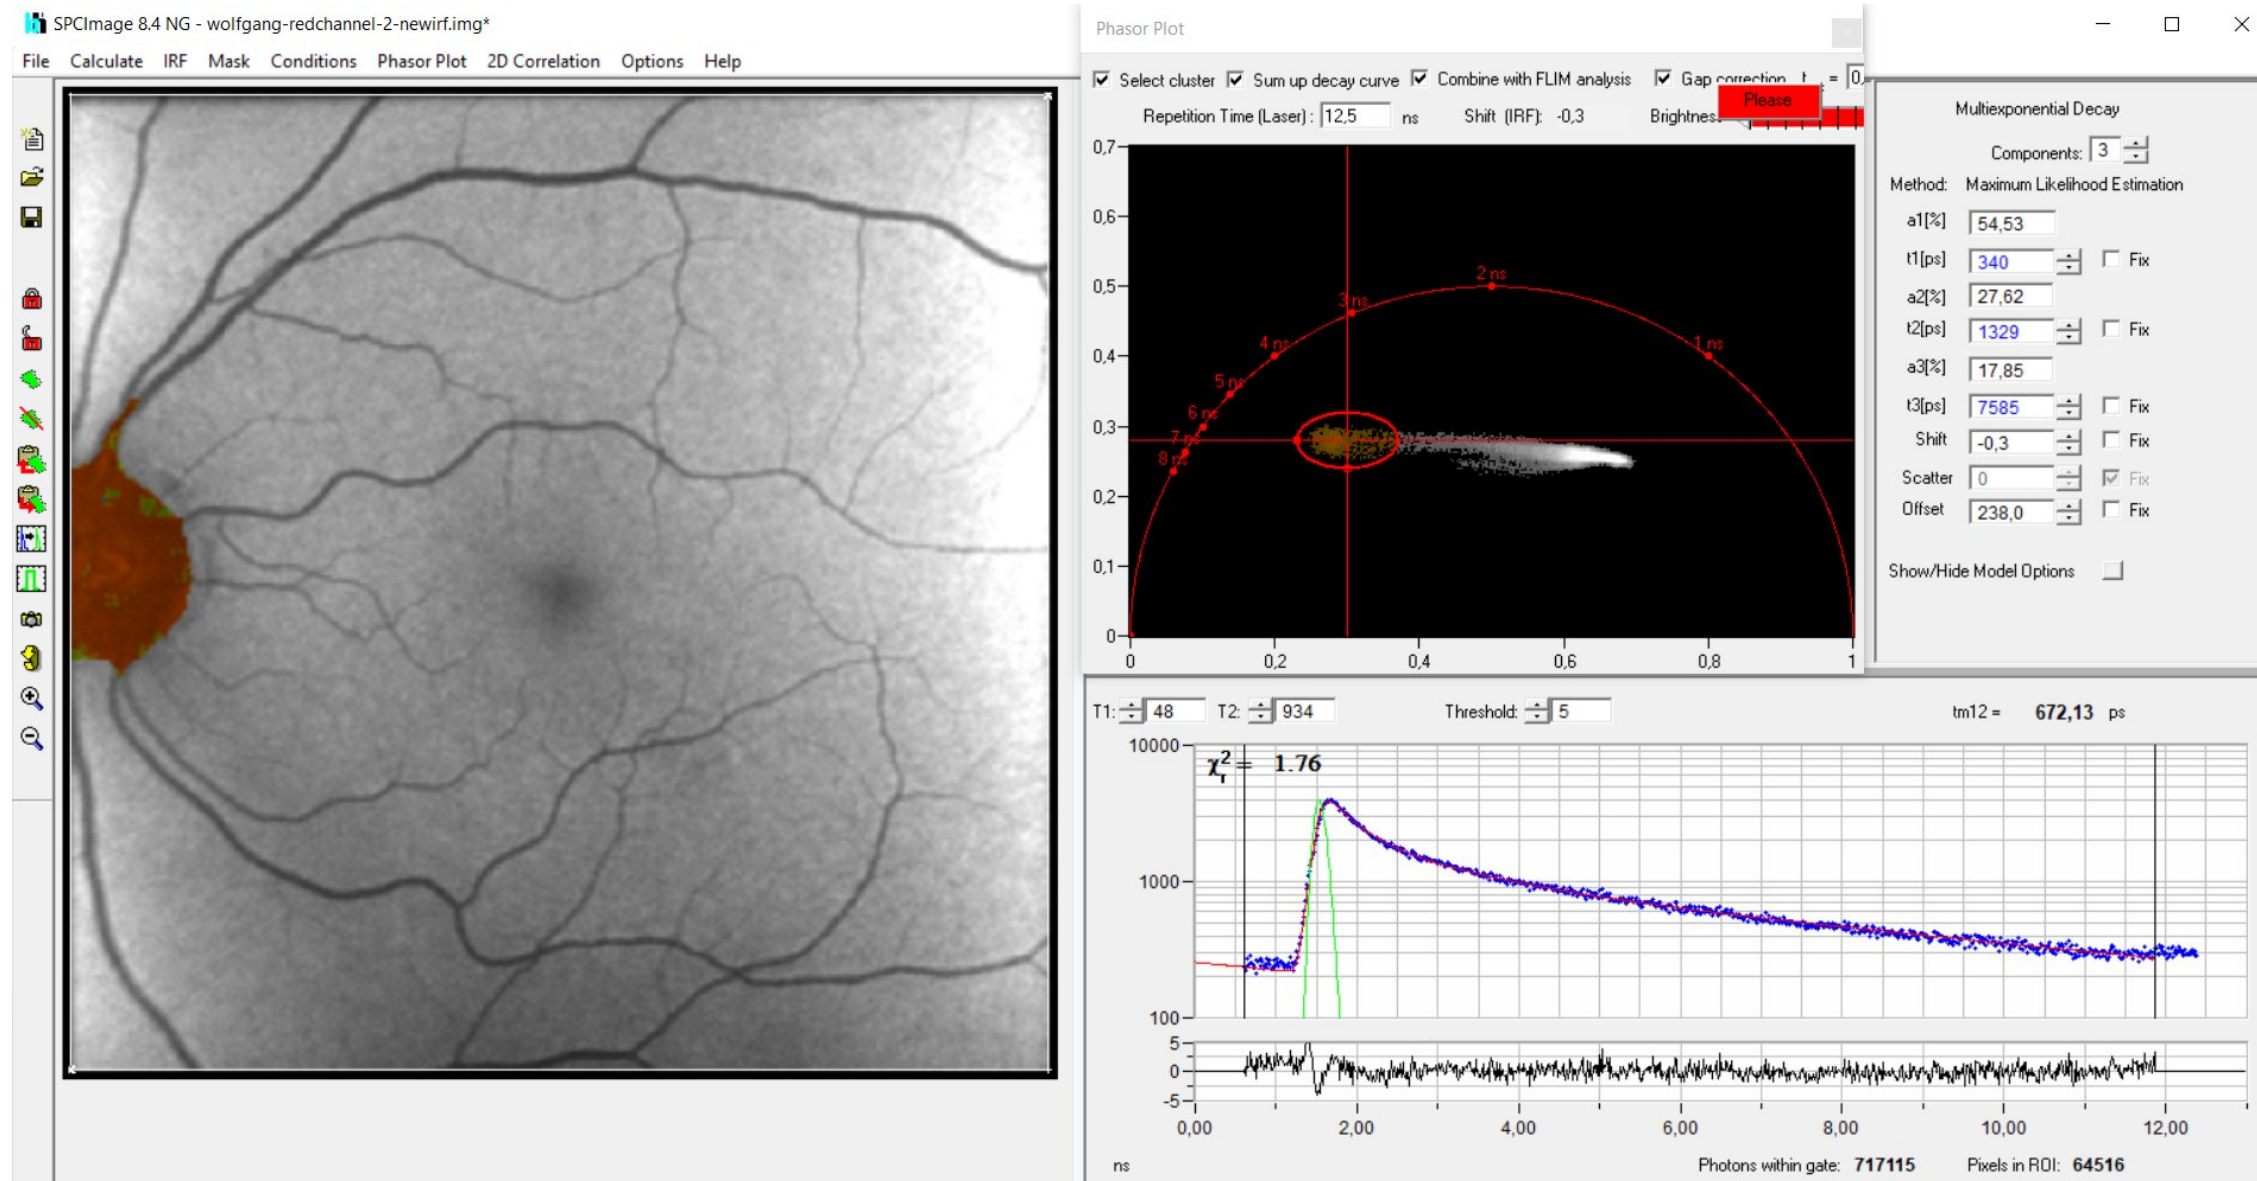 SPCImage 8.4 NG - wolfgang-redchannel-2-newirf.img*
File Calculate IRF Mask Conditions Phasor Plot 2D Correlation Options Help
Phasor Plot
Select cluster Sum up decay curve Combine with FLIM analysis Gap correction t = 0,
Please
Repetition Time (Laser) : 12,5 ns Shift (IRF): -0,3 Brightnes
0,7
0,6
0,5
0,4
0,3
0,2
0,1
0
0 0,2 0,4 0,6 0,8 1
1 ns
2 ns
3 ns
4 ns
5 ns
6 ns
7 ns
8 ns
Multiexponential Decay
Components: 3
Method: Maximum Likelihood Estimation
a1[%] 54,53
t1[ps] 340 Fix
a2[%] 27,62
t2[ps] 1329 Fix
a3[%] 17,85
t3[ps] 7585 Fix
Shift -0,3 Fix
Scatter 0 Fix
Offset 238,0 Fix
Show/Hide Model Options
T1: 48 T2: 934 Threshold: 5 tm12 = 672,13 ps
χr² = 1.76
10000
1000
100
5
0
-5
0,00 2,00 4,00 6,00 8,00 10,00 12,00
ns Photons within gate: 717115 Pixels in ROI: 64516